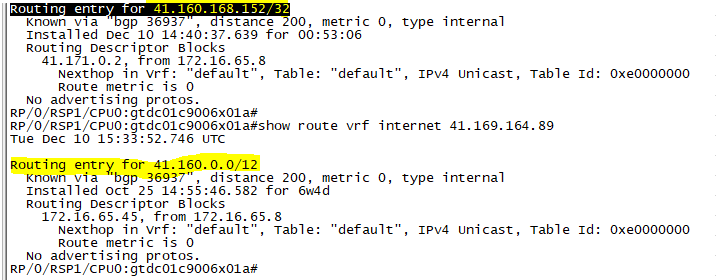 Routing entry for 41.160.168.152/32
Known via "bgp 36937", distance 200, metric 0, type internal
Installed Dec 10 14:40:37.639 for 00:53:06
Routing Descriptor Blocks
41.171.0.2, from 172.16.65.8
Nexthop in Vrf: "default", Table: "default", IPv4 Unicast, Table Id: 0xe0000000
Route metric is 0
No advertising protos.
RP/0/RSP1/CPU0:gtdc01c9006x01a#
RP/0/RSP1/CPU0:gtdc01c9006x01a#show route vrf internet 41.169.164.89
Tue Dec 10 15:33:52.746 UTC
Routing entry for 41.160.0.0/12
Known via "bgp 36937", distance 200, metric 0, type internal
Installed Oct 25 14:55:46.582 for 6w4d
Routing Descriptor Blocks
172.16.65.45, from 172.16.65.8
Nexthop in Vrf: "default", Table: "default", IPv4 Unicast, Table Id: 0xe0000000
Route metric is 0
No advertising protos.
RP/0/RSP1/CPU0:gtdc01c9006x01a#